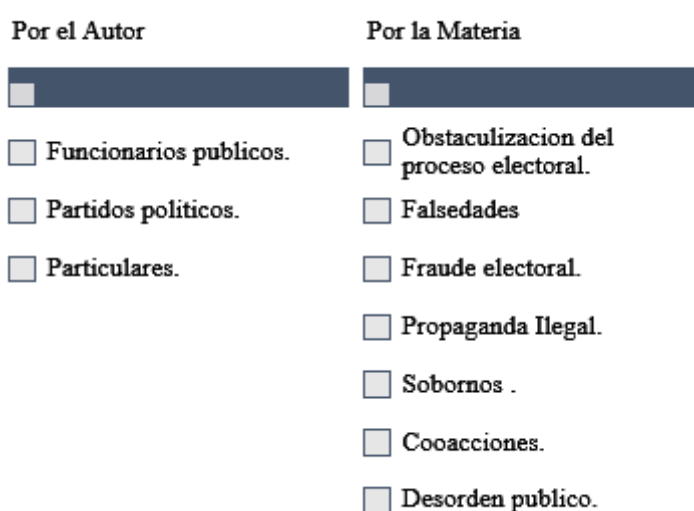 Por el Autor
Funcionarios publicos.
Partidos politicos.
Particulares.
Por la Materia
Obstaculizacion del
proceso electoral.
Falsedades
Fraude electoral.
Propaganda Ilegal.
Sobornos .
Cooacciones.
Desorden publico.